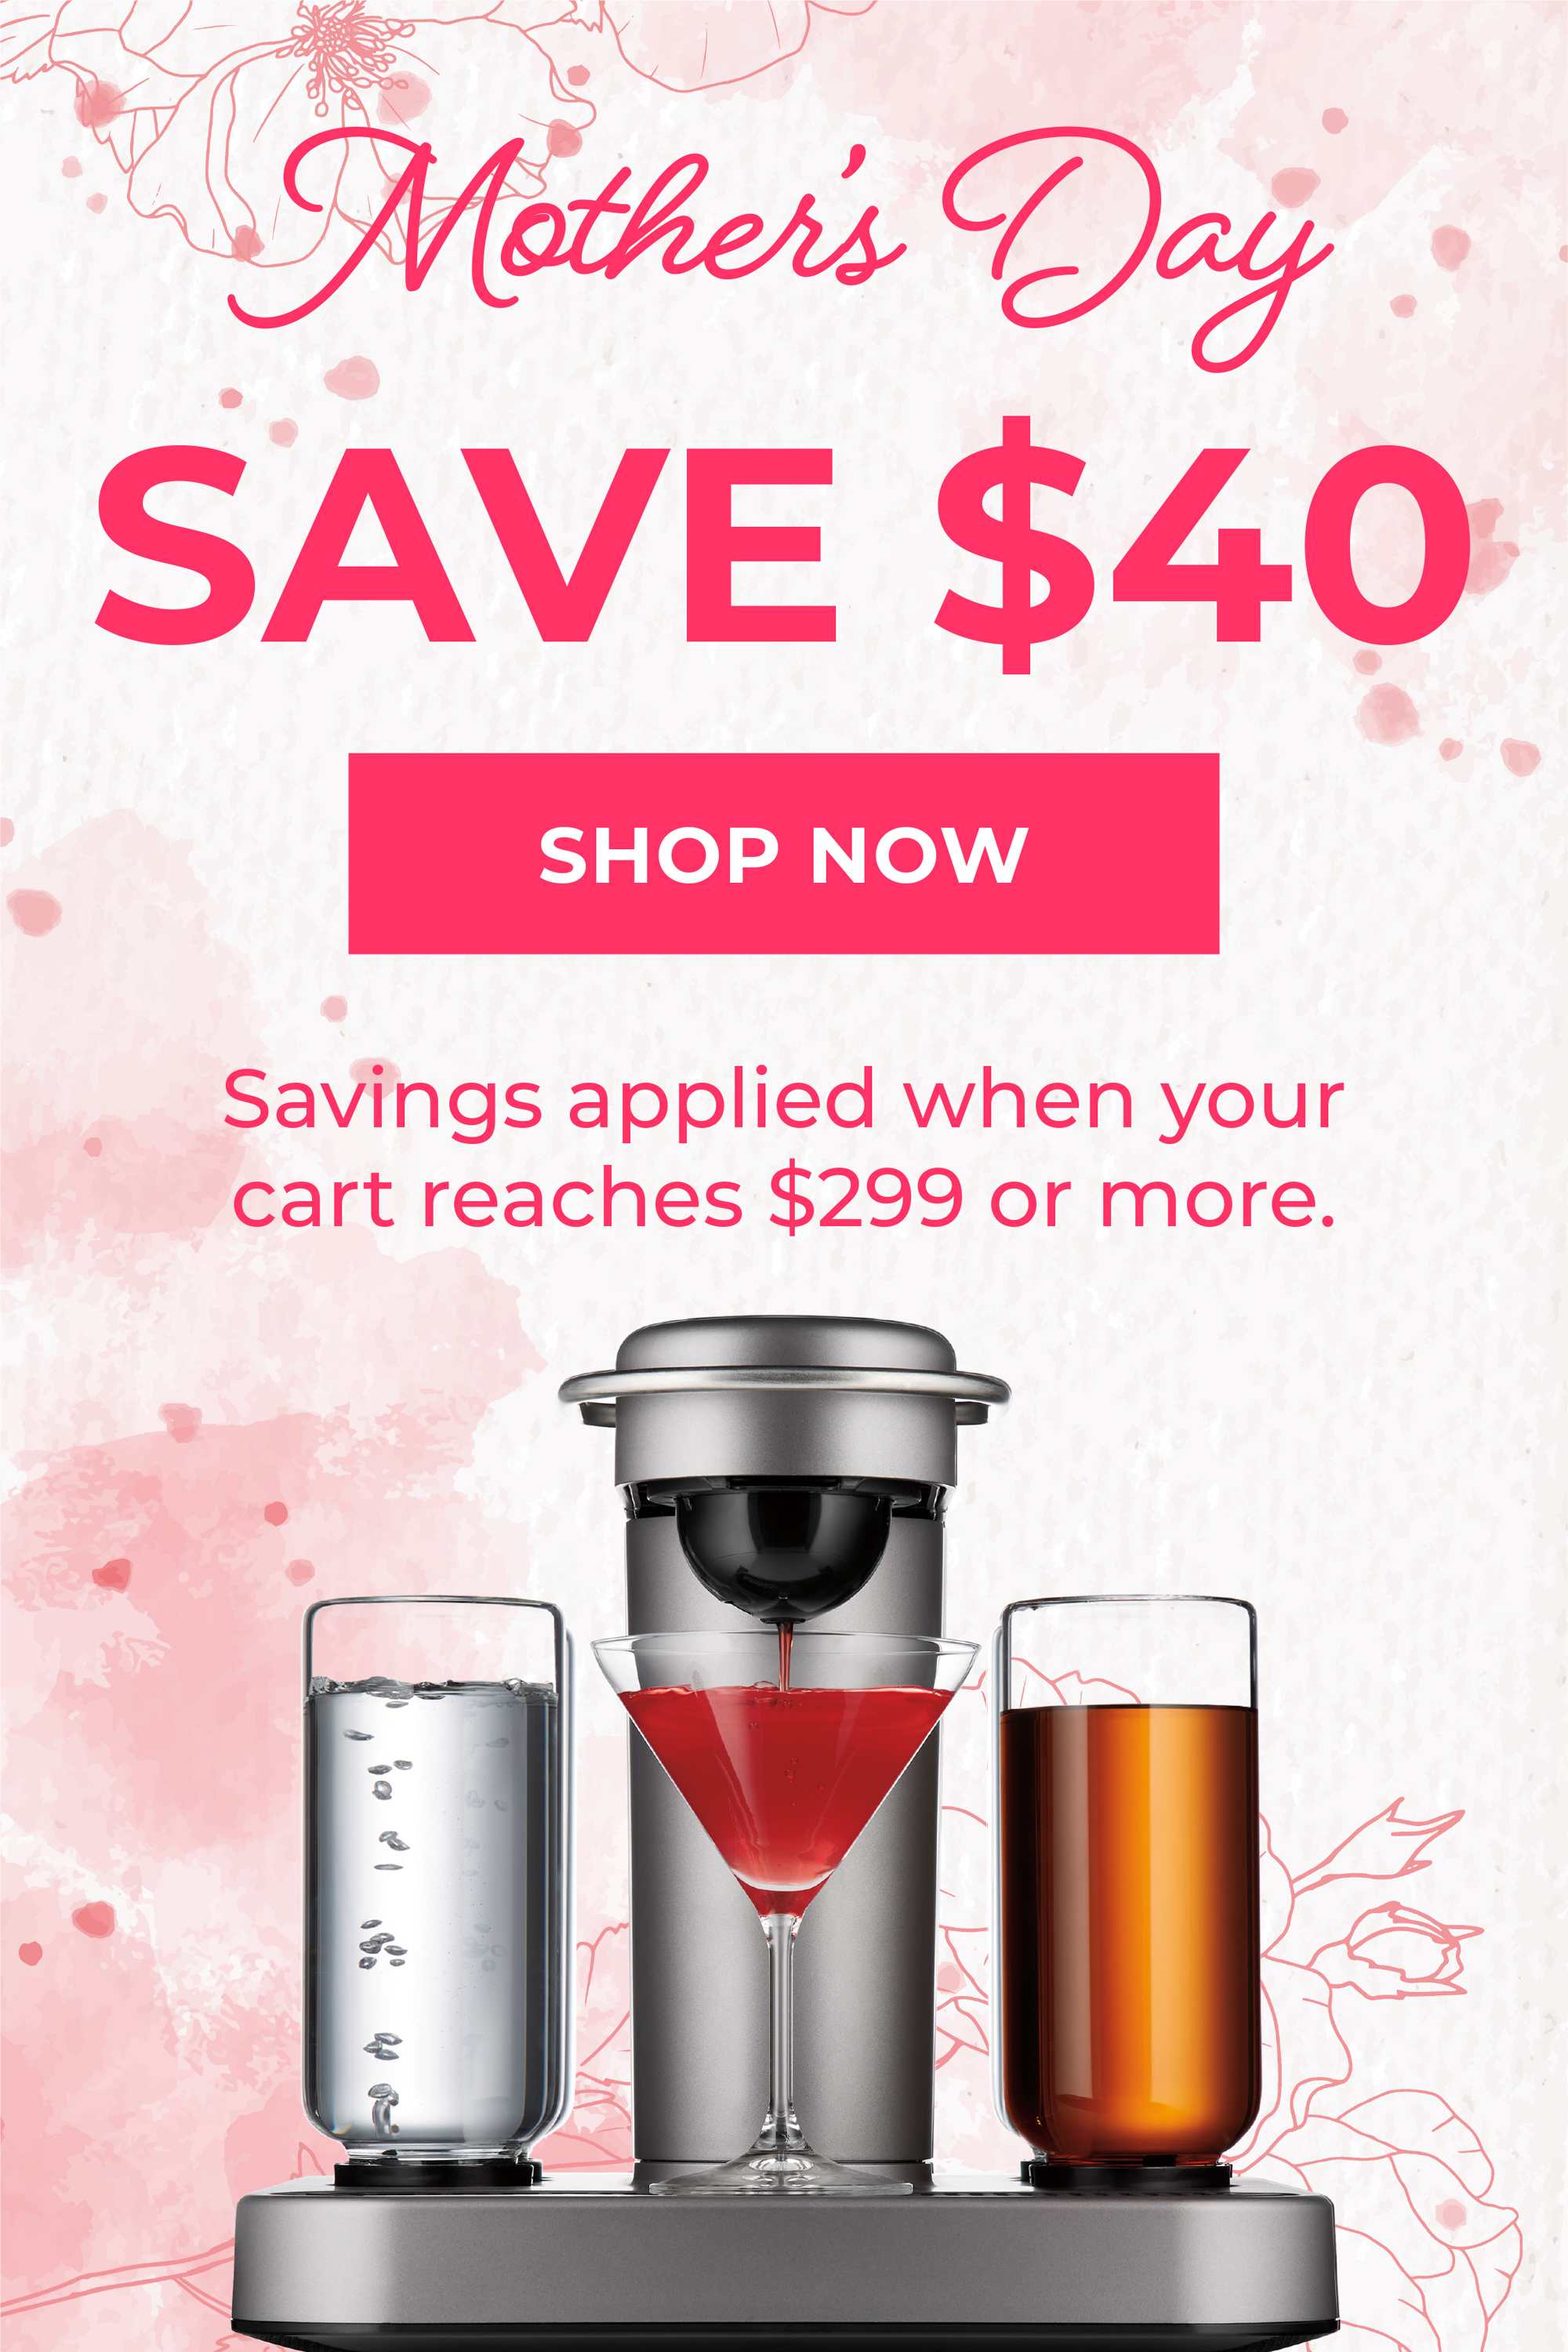 Mother's Day
SAVE $40
SHOP NOW
Savings applied when your
cart reaches $299 or more.